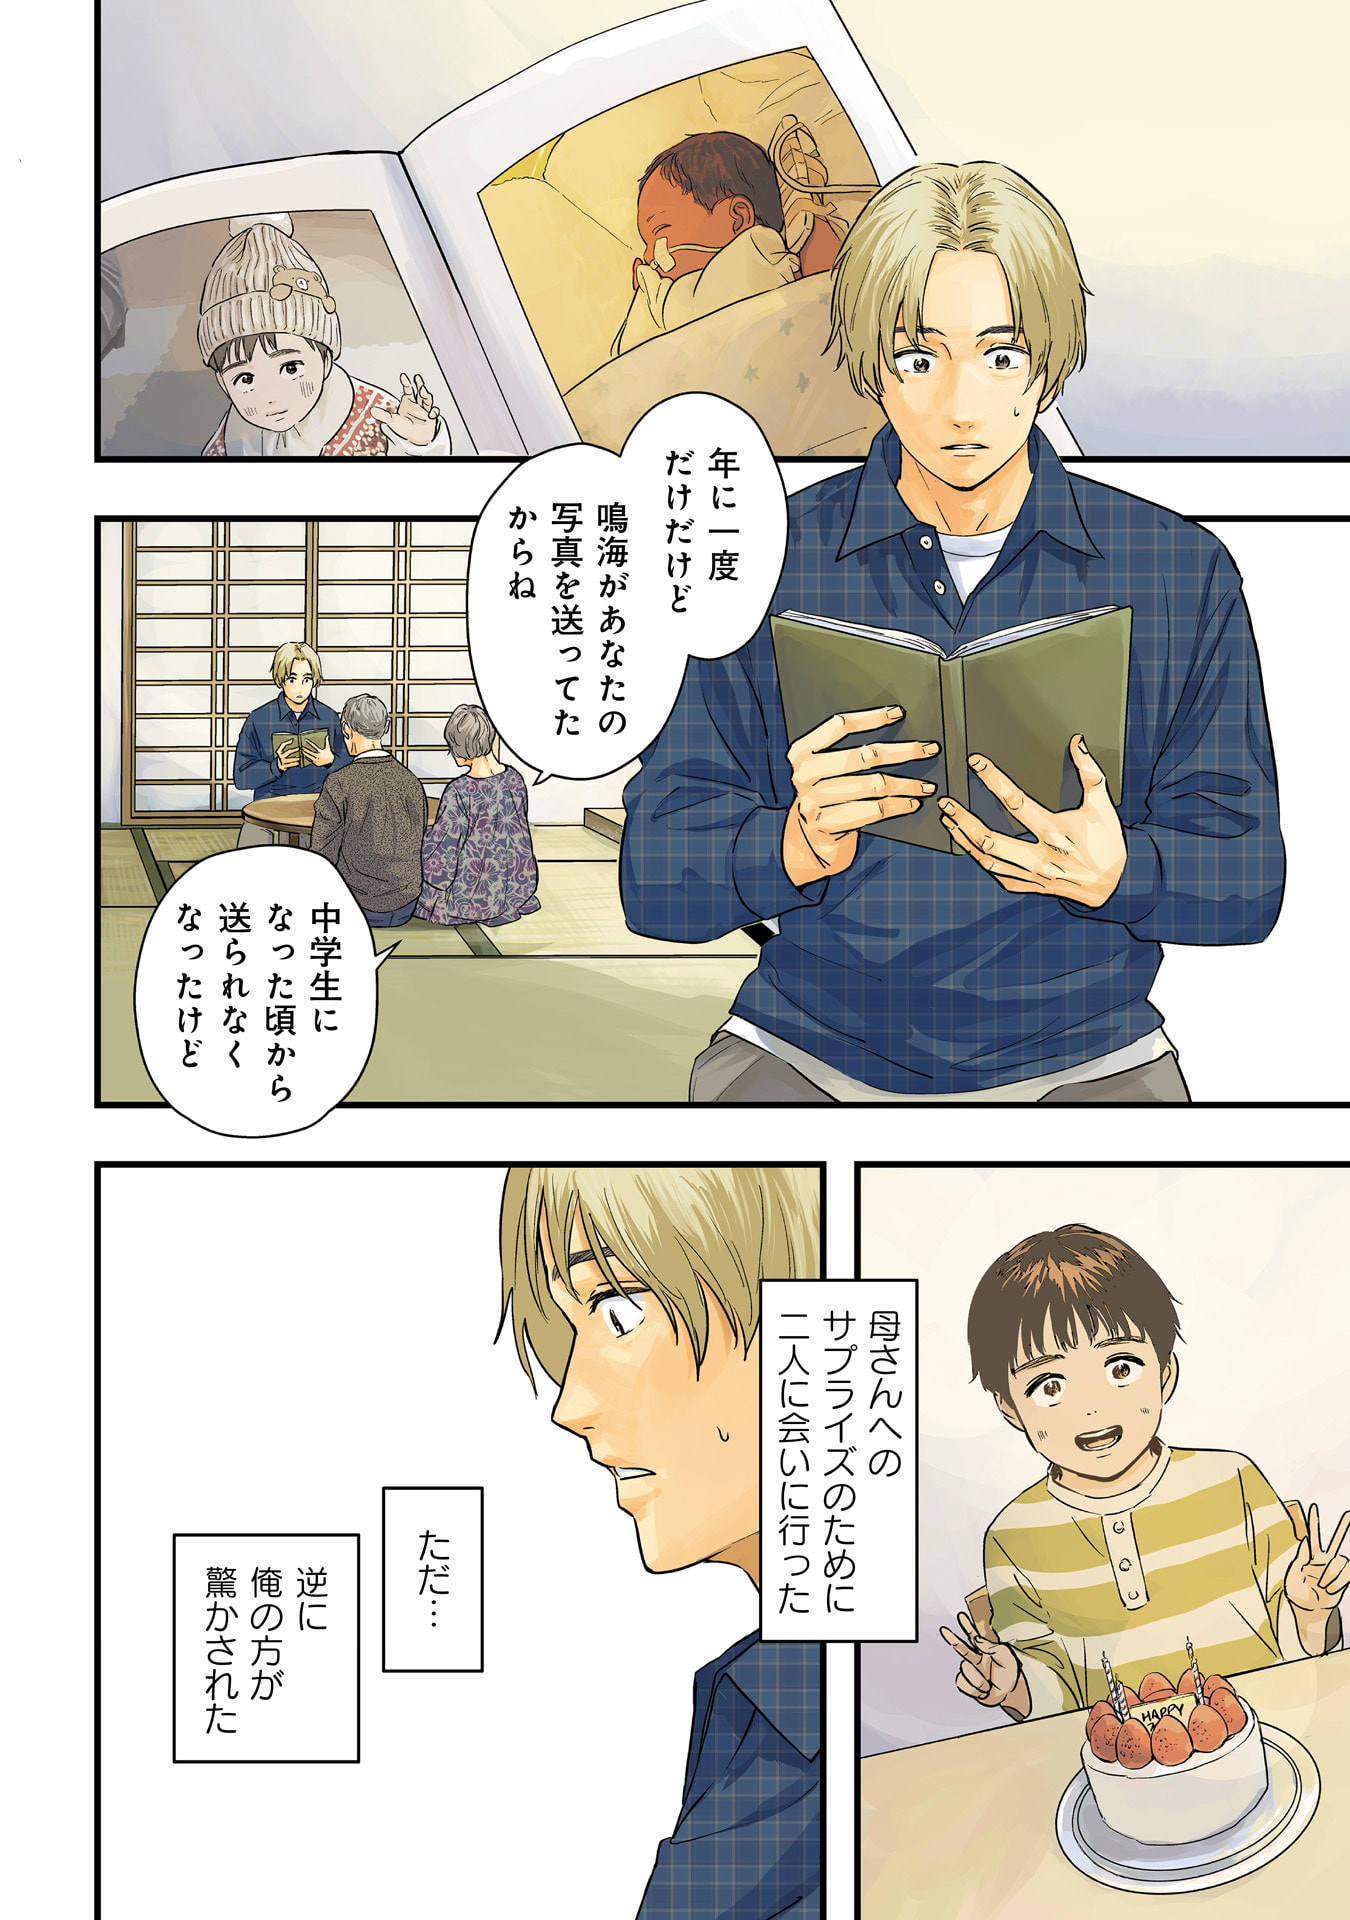 年に一度
だけだけど
鳴海があなたの
写真を送ってた
からね
中学生に
なった頃から
送られなく
なったけど
母さんへの
サプライズのために
二人に会いに行った
HAPPY
ただ…
逆に
俺の方が
驚かされた